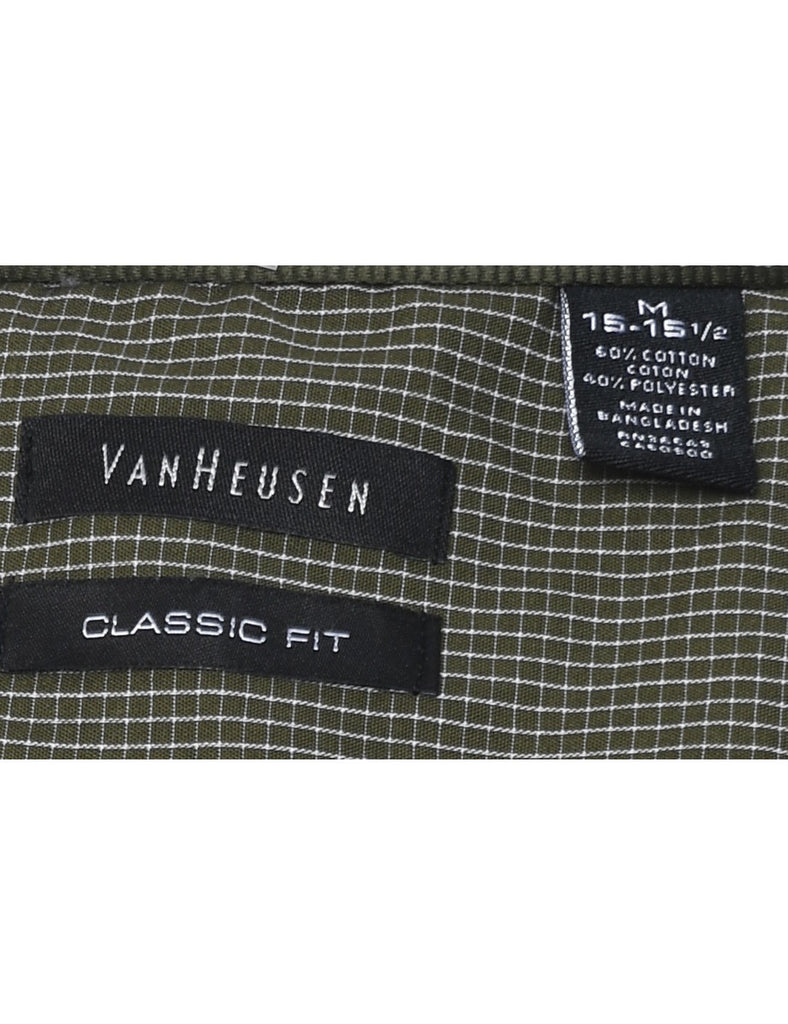 VANHEUSEN
CLASSIC FIT
M
15-15 1/2
60% COTTON
COTON
40% POLYESTER
MADE IN
BANGLADESH